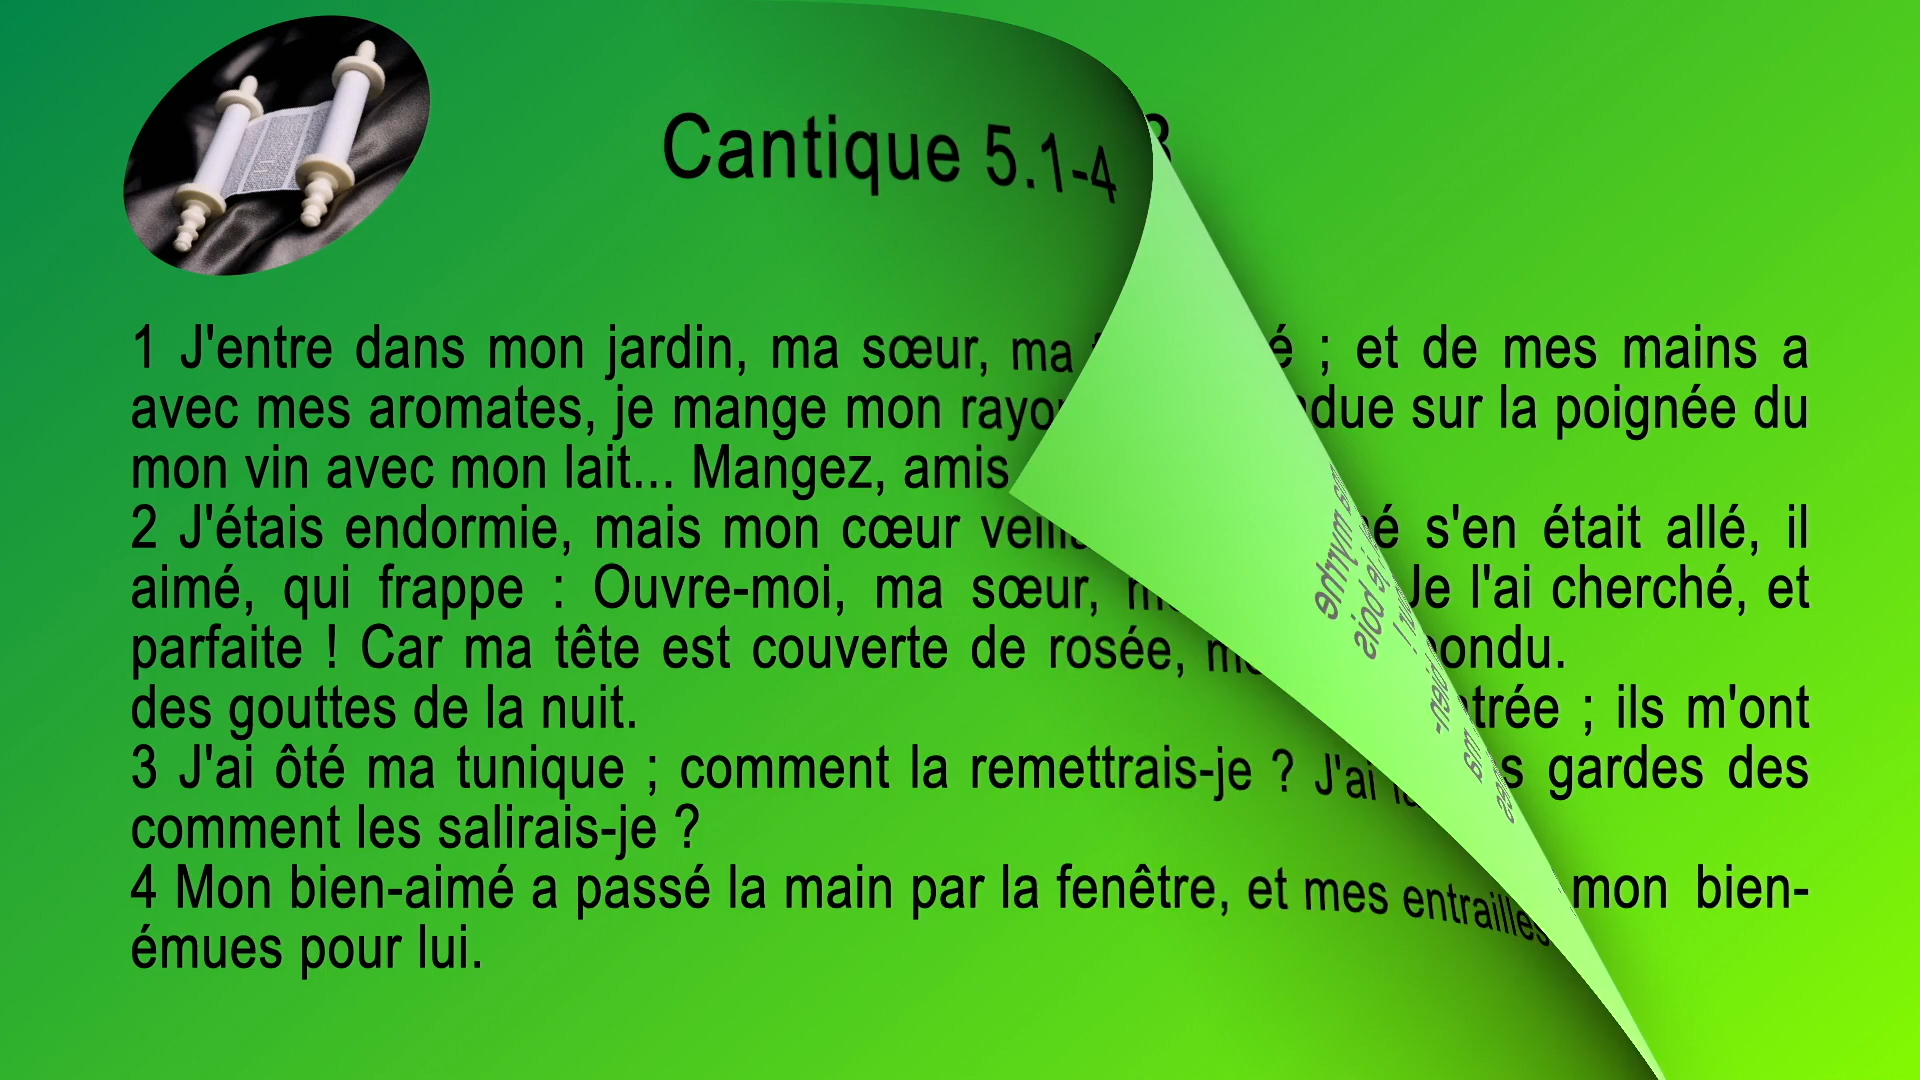 Cantique 5.1-4
1 J'entre dans mon jardin, ma sœur, ma é ; et de mes mains a
avec mes aromates, je mange mon rayo due sur la poignée du
mon vin avec mon lait... Mangez, amis
2 J'étais endormie, mais mon cœur é s'en était allé, il
aimé, qui frappe : Ouvre-moi, ma sœur, Je l'ai cherché, et
parfaite ! Car ma tête est couverte de rosée, ondu.
des gouttes de la nuit. trée ; ils m'ont
3 J'ai ôté ma tunique ; comment la remettrais-je ? J'ai s gardes des
comment les salirais-je ?
4 Mon bien-aimé a passé la main par la fenêtre, et mes entrailles mon bien-
émues pour lui.